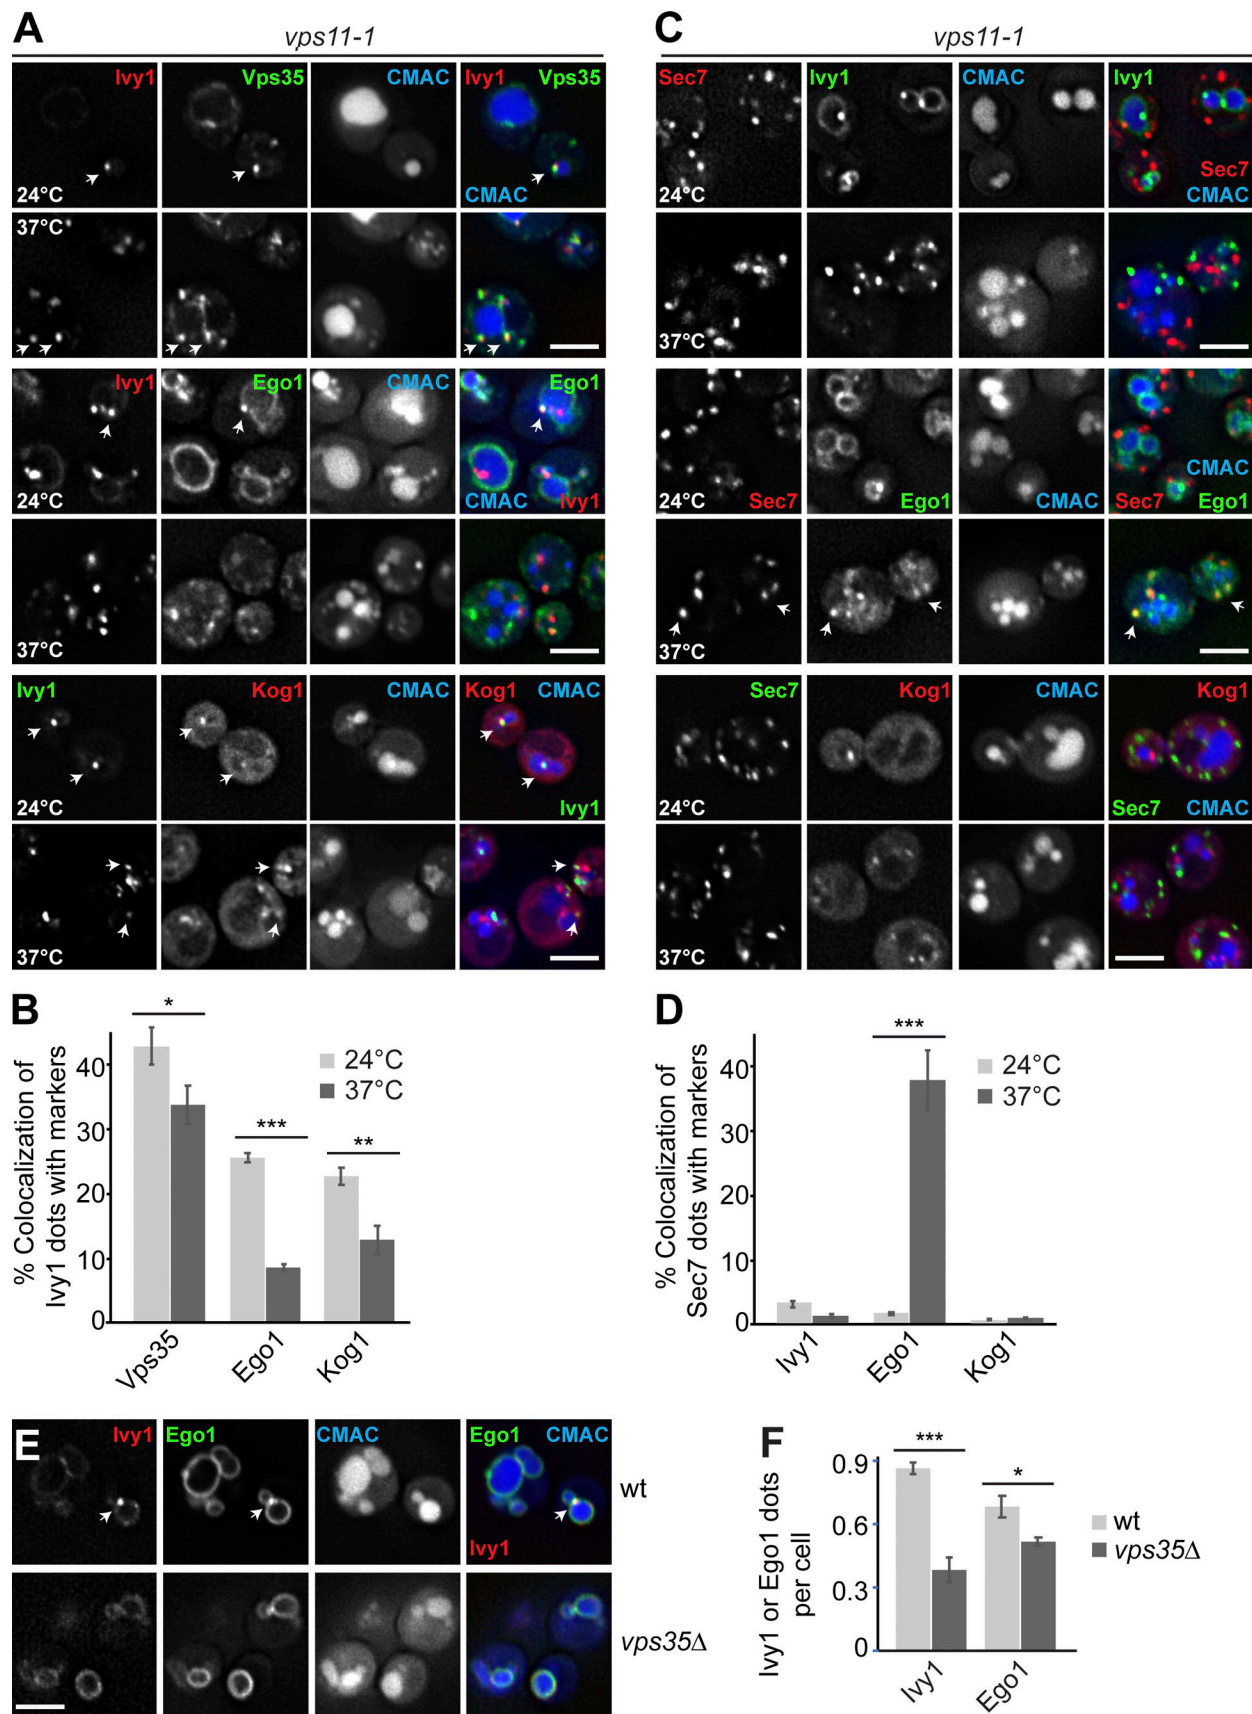 A
vps11-1
Ivy1
Vps35
CMAC
Ivy1 Vps35
24°C
CMAC
37°C
Ivy1
Ego1
CMAC
Ego1
24°C
CMAC Ivy1
37°C
Ivy1
Kog1
CMAC
Kog1 CMAC
24°C
Ivy1
37°C
C
vps11-1
Sec7
Ivy1
CMAC
Ivy1
24°C
Sec7
CMAC
37°C
24°C
Sec7
Ego1
CMAC
CMAC
Sec7 Ego1
37°C
Sec7
Kog1
CMAC
Kog1
24°C
Sec7 CMAC
37°C
B
% Colocalization of
Ivy1 dots with markers
40
30
20
10
0
*
***
**
24°C
37°C
Vps35
Ego1
Kog1
D
% Colocalization of
Sec7 dots with markers
40
30
20
10
0
***
24°C
37°C
Ivy1
Ego1
Kog1
E
Ivy1
Ego1
CMAC
Ego1 CMAC
Ivy1
wt
vps35Δ
F
Ivy1 or Ego1 dots
per cell
0.9
0.6
0.3
0
***
*
wt
vps35Δ
Ivy1
Ego1